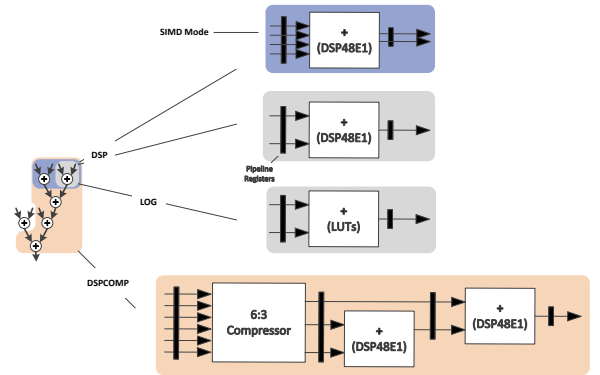 SIMD Mode
+
(DSP48E1)
DSP
+
(DSP48E1)
Pipeline
Registers
LOG
+
(LUTs)
DSPCOMP
6:3
Compressor
+
(DSP48E1)
+
(DSP48E1)
+
+
+
+
+
+